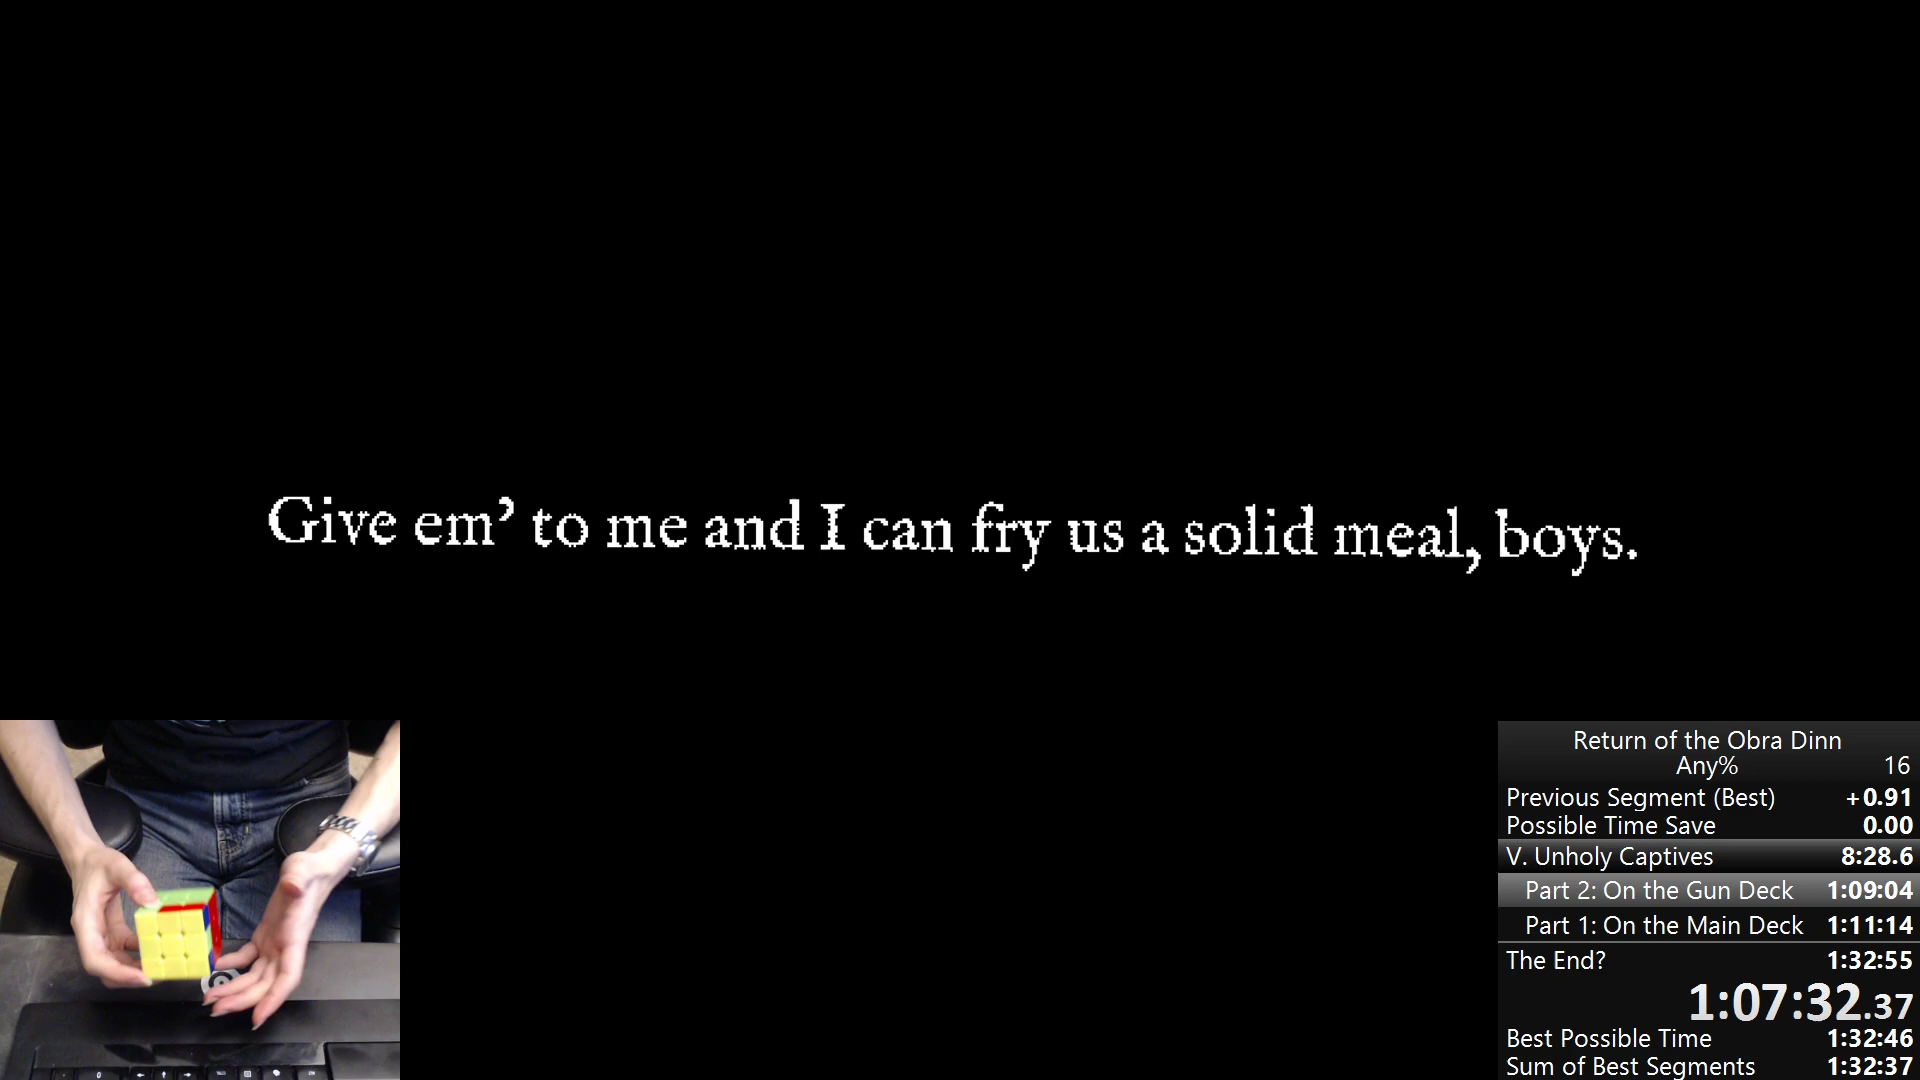 Give em’ to me and I can fry us a solid meal, boys.
Return of the Obra Dinn
Any% 16
Previous Segment (Best) +0.91
Possible Time Save 0.00
V. Unholy Captives 8:28.6
Part 2: On the Gun Deck 1:09:04
Part 1: On the Main Deck 1:11:14
The End? 1:32:55
1:07:32.37
Best Possible Time 1:32:46
Sum of Best Segments 1:32:37